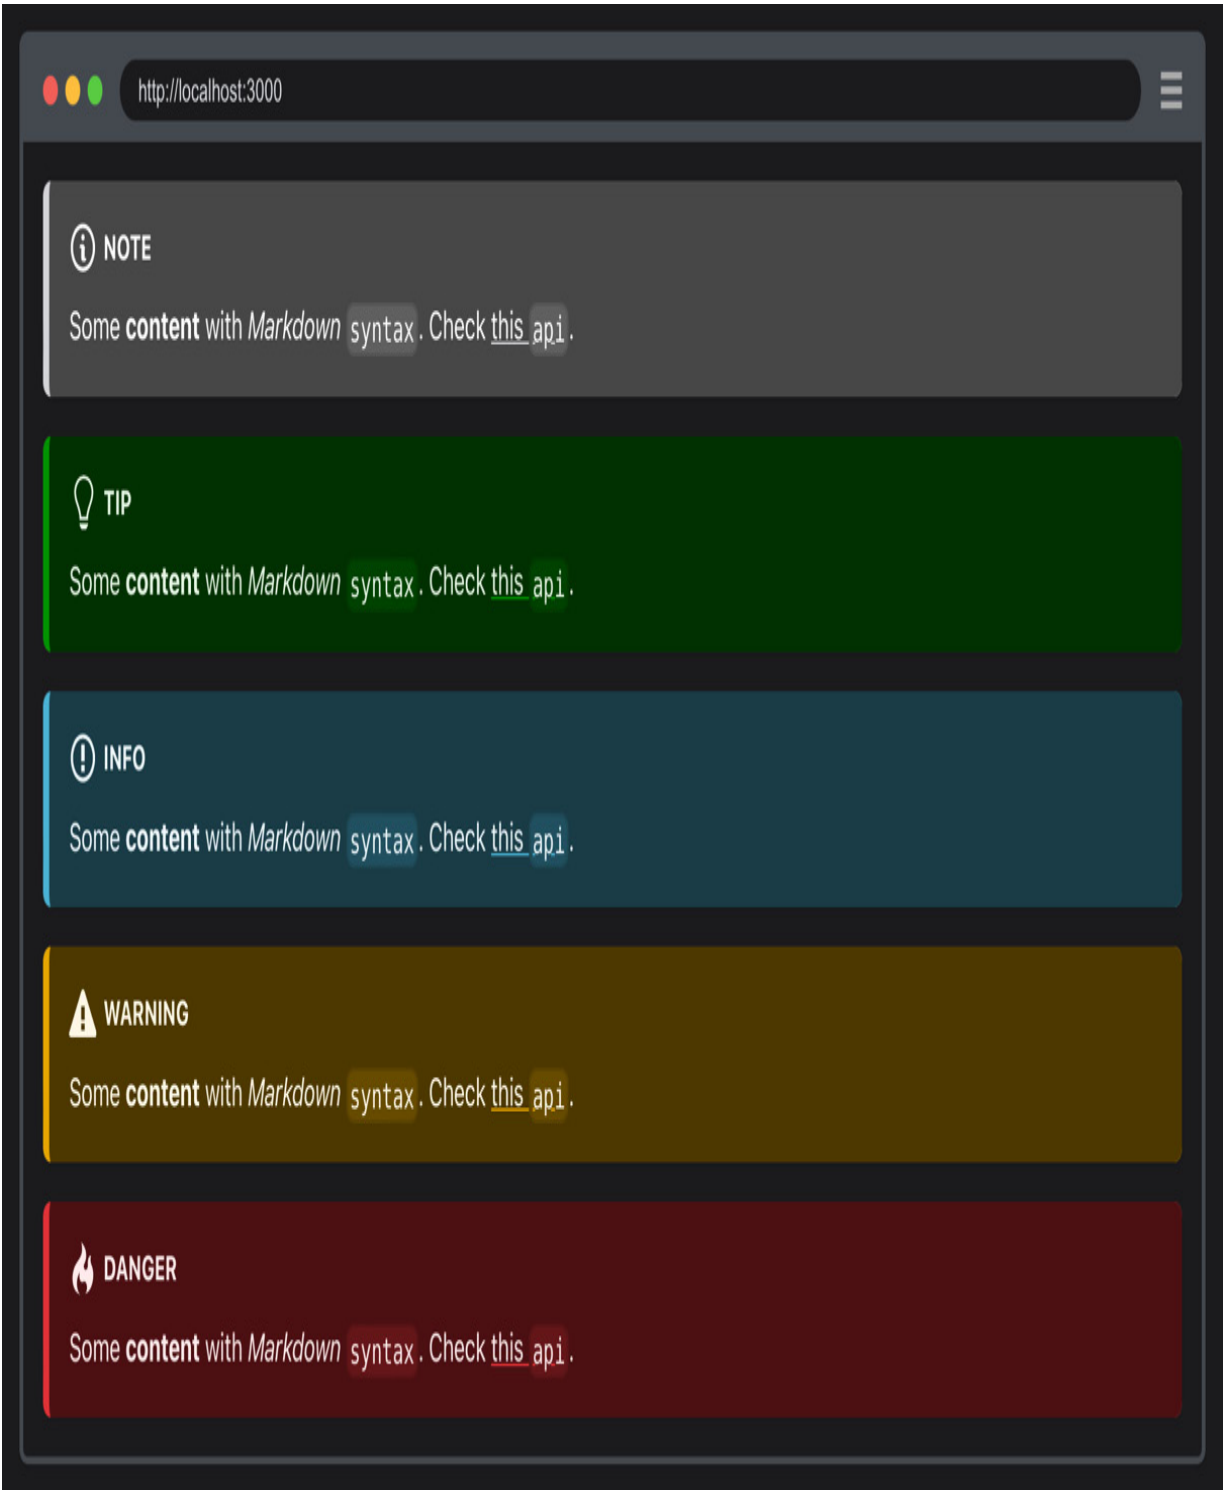 http://localhost:3000
NOTE
Some content with Markdown syntax. Check this api.
TIP
Some content with Markdown syntax. Check this api.
INFO
Some content with Markdown syntax. Check this api.
WARNING
Some content with Markdown syntax. Check this api.
DANGER
Some content with Markdown syntax. Check this api.